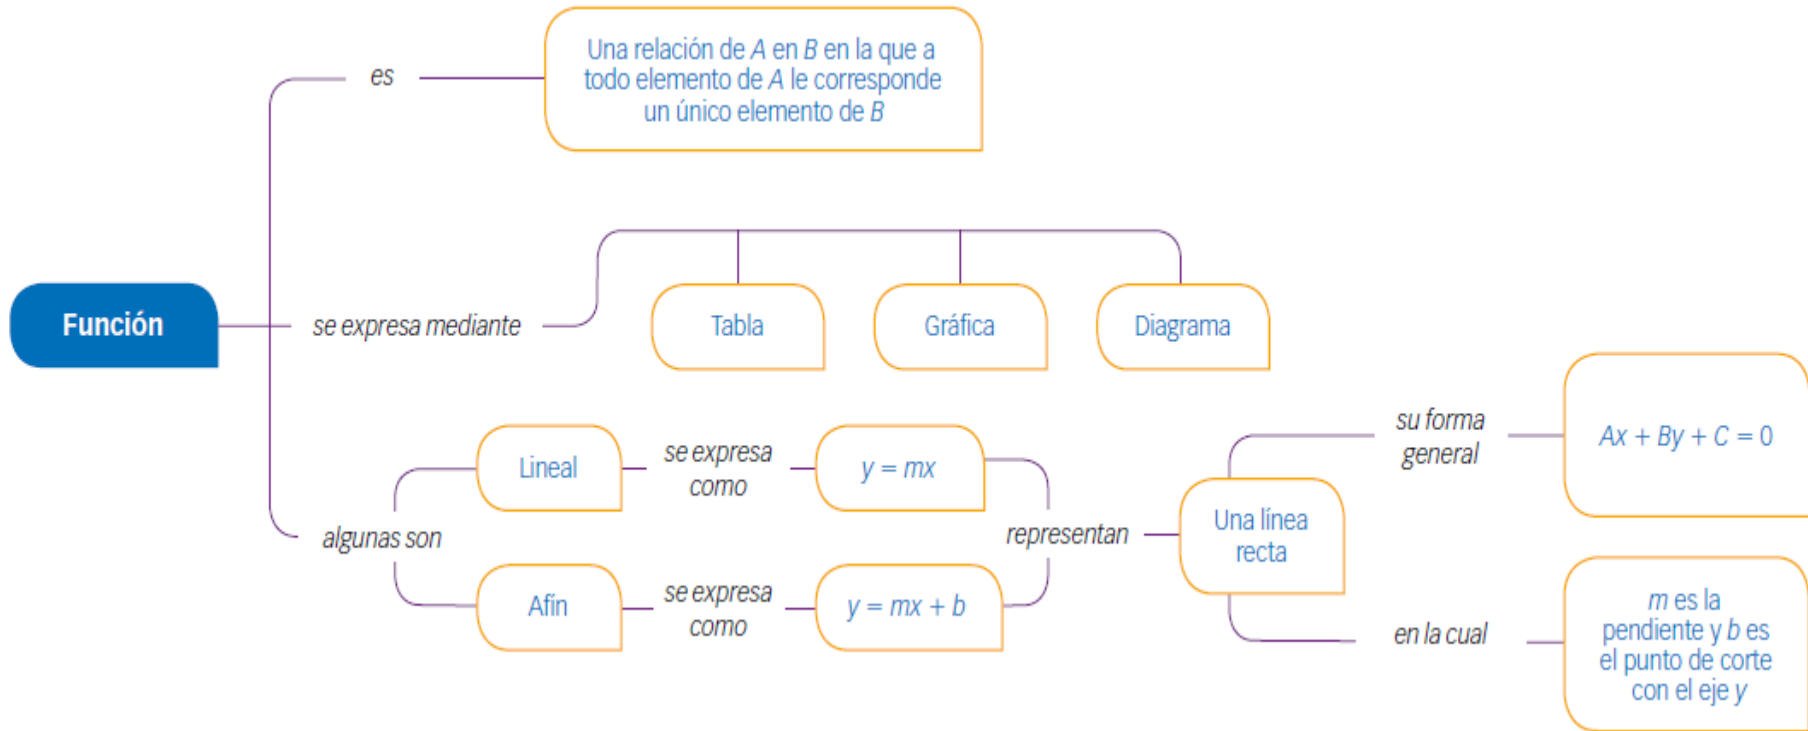 Función
es
Una relación de A en B en la que a
todo elemento de A le corresponde
un único elemento de B
se expresa mediante
Tabla
Gráfica
Diagrama
algunas son
Lineal
se expresa
como
y = mx
Afín
se expresa
como
y = mx + b
representan
Una línea
recta
su forma
general
Ax + By + C = 0
en la cual
m es la
pendiente y b es
el punto de corte
con el eje y